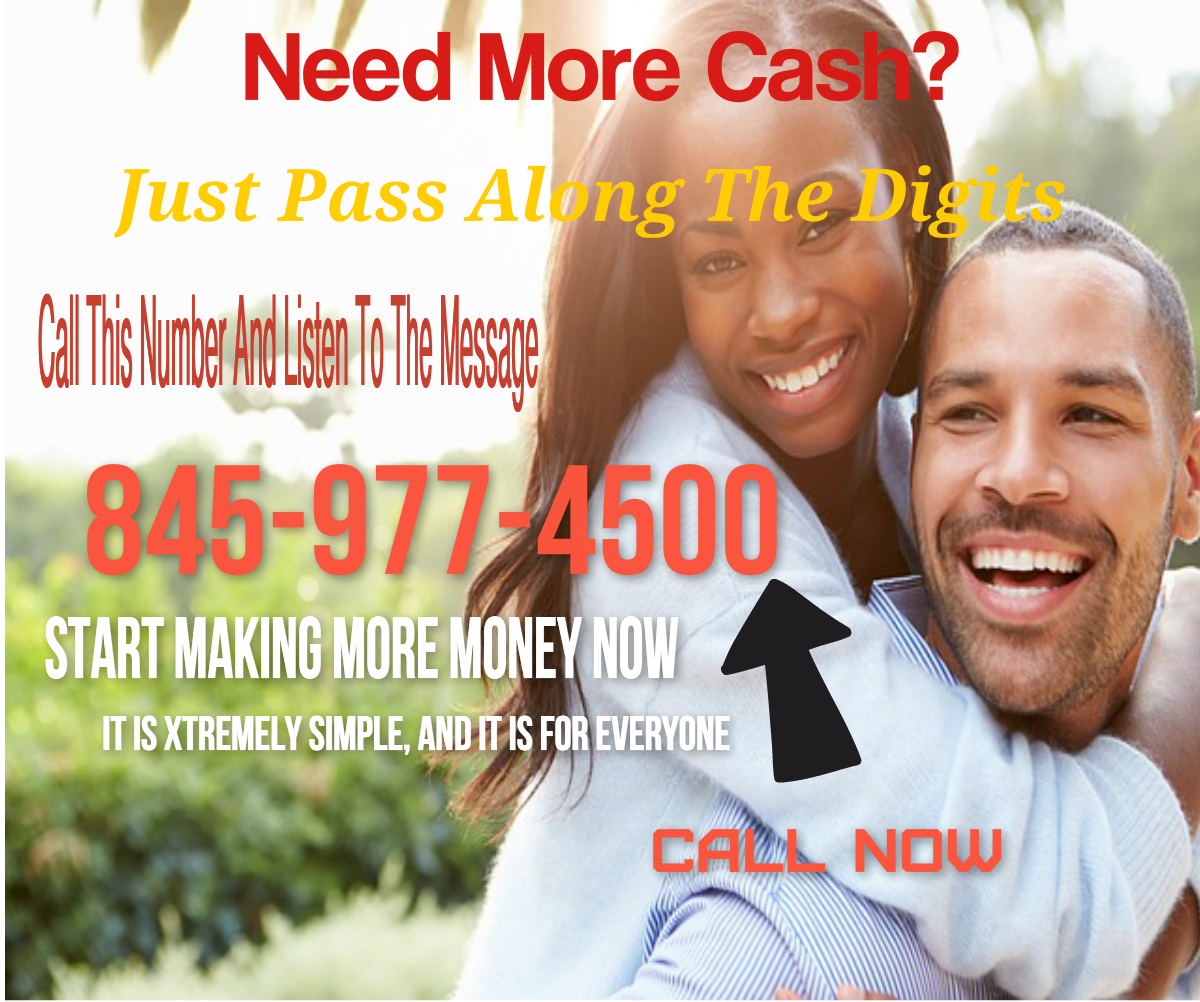 Need More Cash?
Just Pass Along The Digits
Call This Number And Listen To The Message
845-977-4500
START MAKING MORE MONEY NOW
IT IS XTREMELY SIMPLE, AND IT IS FOR EVERYONE
CALL NOW